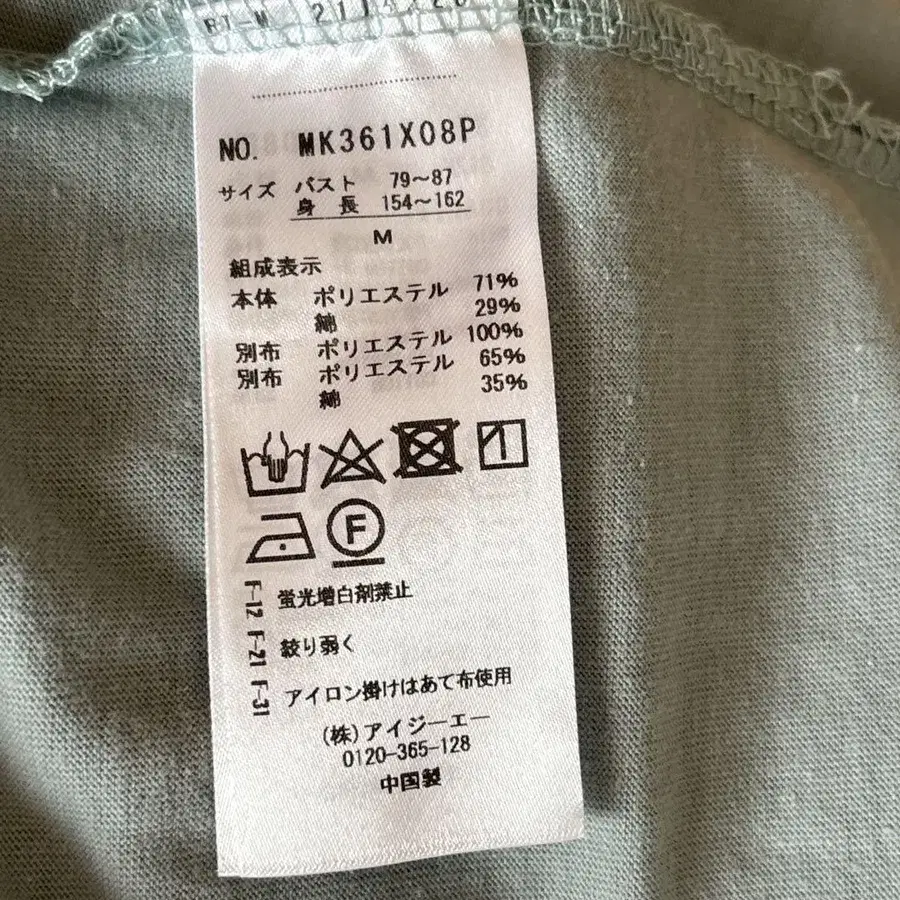 NO. MK361X08P
サイズ バスト 79～87
身長 154～162
M
組成表示
本体 ポリエステル 71%
綿 29%
別布 ポリエステル 100%
別布 ポリエステル 65%
綿 35%
F
F-12 蛍光増白剤禁止
F-21 絞り弱く
F-31 アイロン掛けはあて布使用
(株)アイジーエー
0120-365-128
中国製